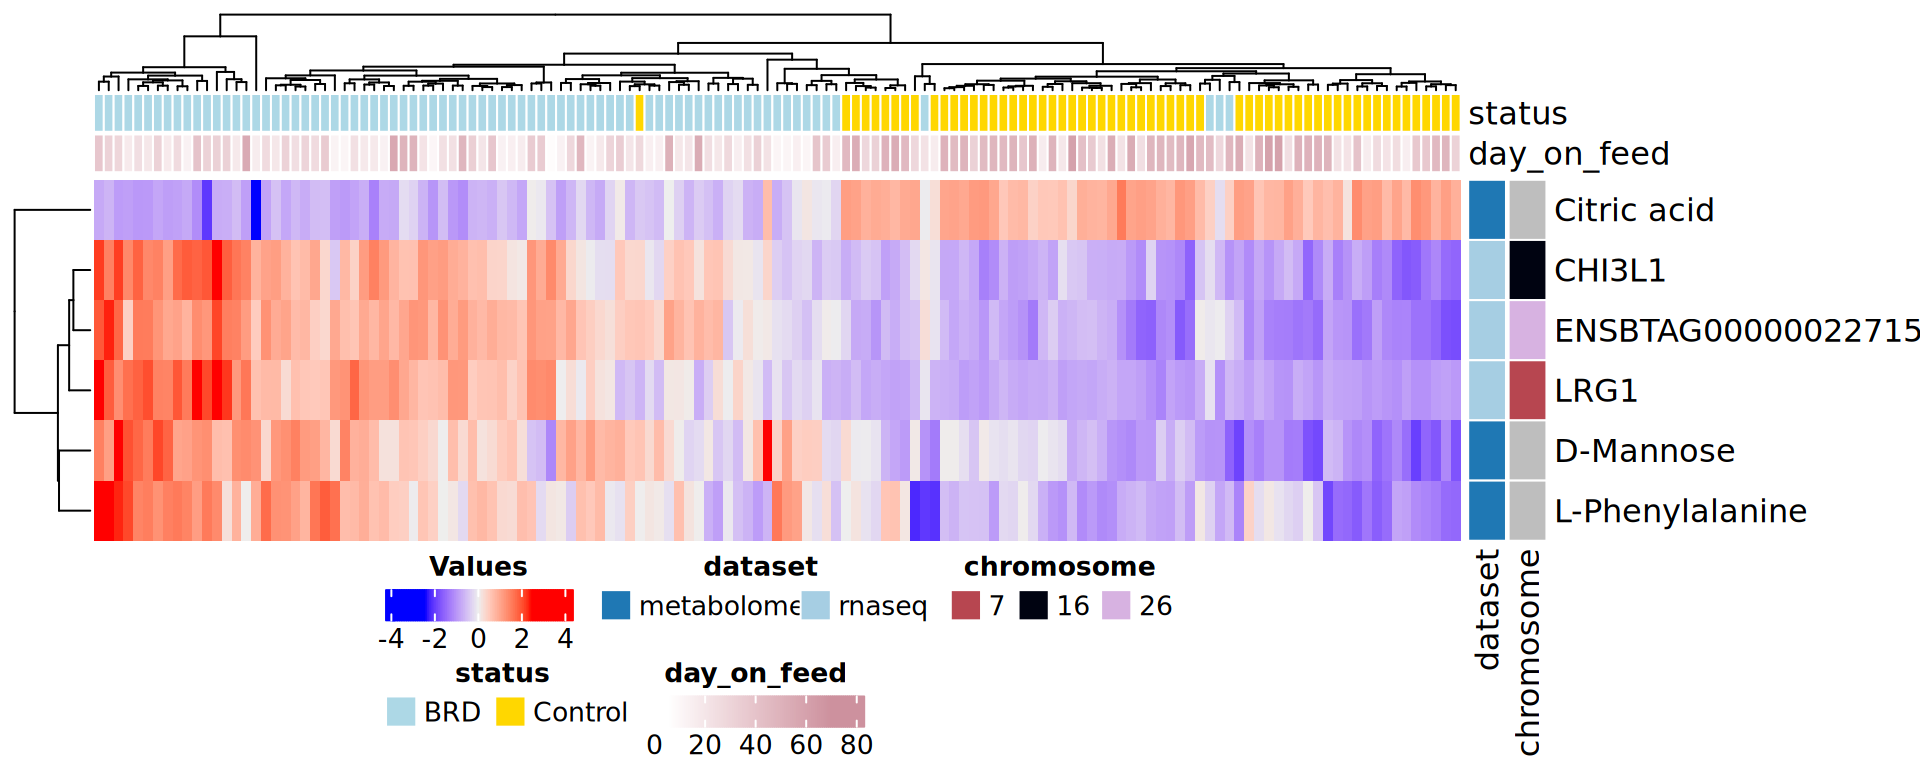 status
day_on_feed
Citric acid
CHI3L1
ENSBTAG00000022715
LRG1
D-Mannose
L-Phenylalanine
dataset
chromosome
Values
-4 -2 0 2 4
dataset
metabolome rnaseq
chromosome
7 16 26
status
BRD Control
day_on_feed
0 20 40 60 80